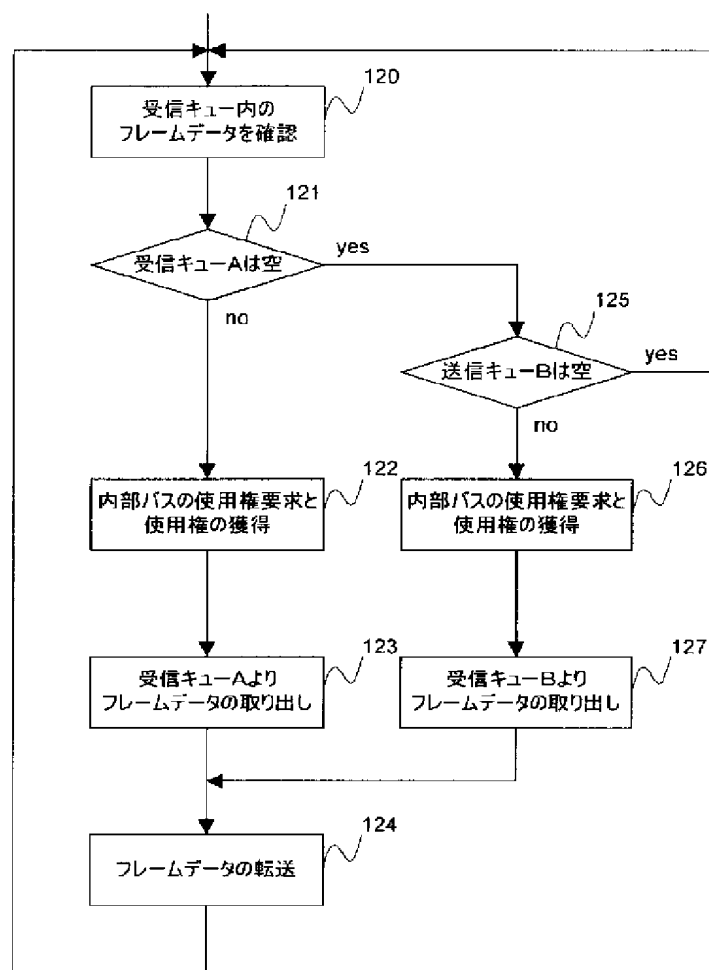 120
受信キュー内の
フレームデータを確認
121
受信キューAは空
yes
no
125
送信キューBは空
yes
no
122
内部バスの使用権要求と
使用権の獲得
126
内部バスの使用権要求と
使用権の獲得
123
受信キューAより
フレームデータの取り出し
127
受信キューBより
フレームデータの取り出し
124
フレームデータの転送